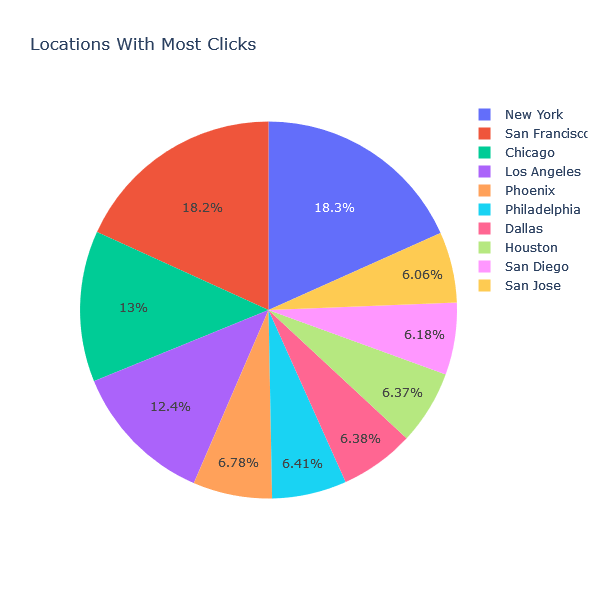 Locations With Most Clicks
New York
San Francisco
Chicago
Los Angeles
Phoenix
Philadelphia
Dallas
Houston
San Diego
San Jose
18.2%
18.3%
6.06%
13%
6.18%
6.37%
12.4%
6.38%
6.78%
6.41%